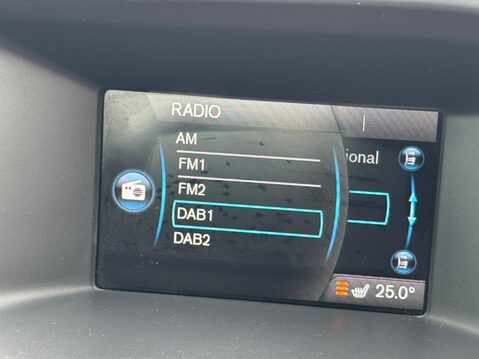 RADIO
AM
FM1
ional
FM2
DAB1
DAB2
25.0°